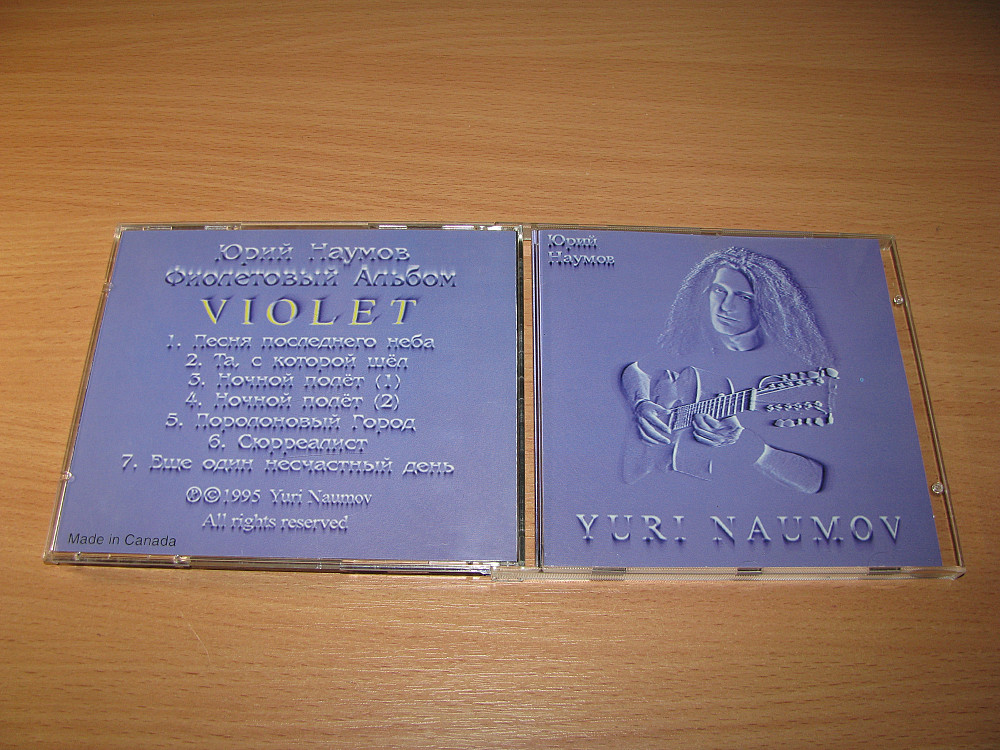 Юрий Наумов
Фиолетовый Альбом
VIOLET
1. Песня последнего неба
2. Та, с которой шёл
3. Ночной полёт (1)
4. Ночной полёт (2)
5. Поролоновый Город
6. Сюрреалист
7. Еще один несчастный день
℗©1995 Yuri Naumov
All rights reserved
Made in Canada
Юрий
Наумов
YURI NAUMOV